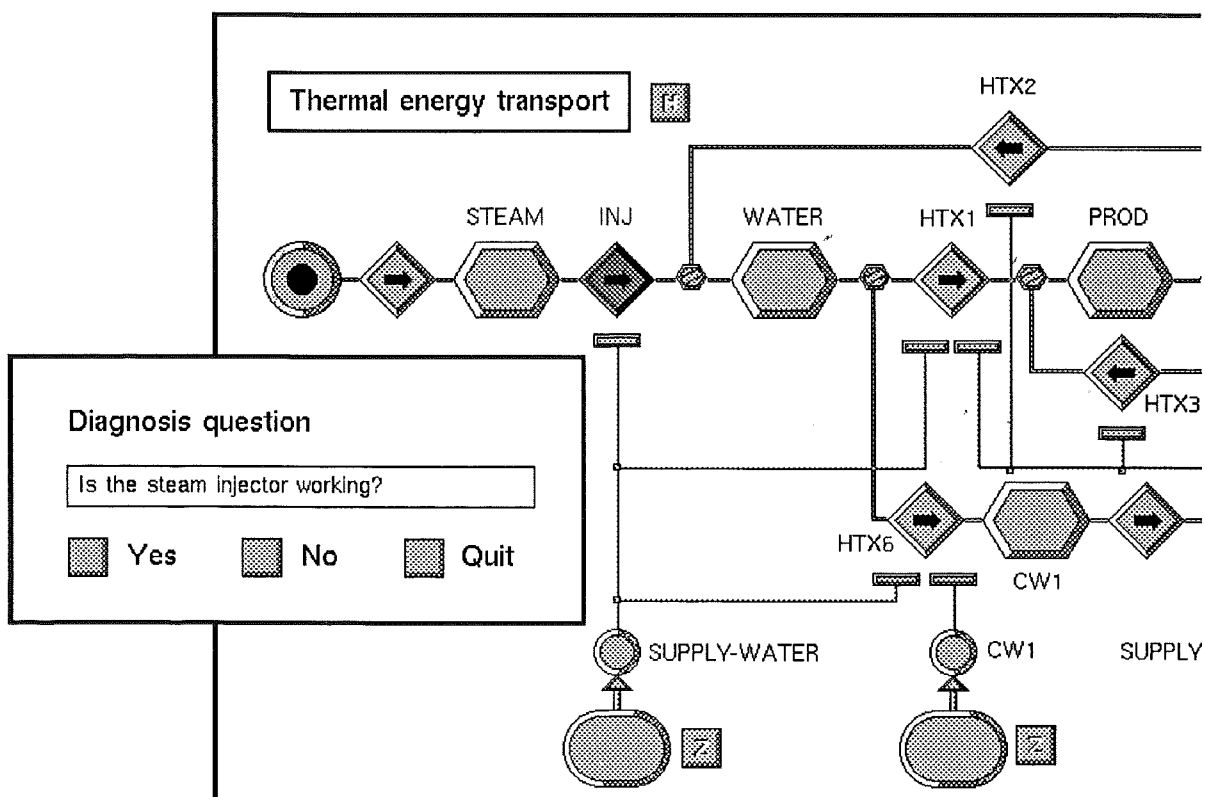 Thermal energy transport
HTX2
STEAM
INJ
WATER
HTX1
PROD
HTX3
Diagnosis question
Is the steam injector working?
Yes
No
Quit
HTX6
CW1
SUPPLY-WATER
CW1
SUPPLY
Z
Z